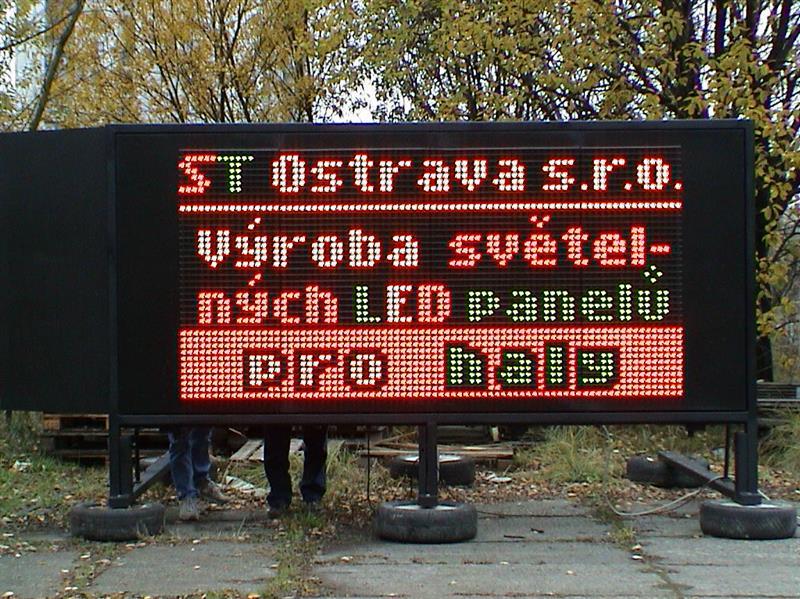 ST Ostrava s.r.o.
Výroba světel-
ných LED panelů
pro haly